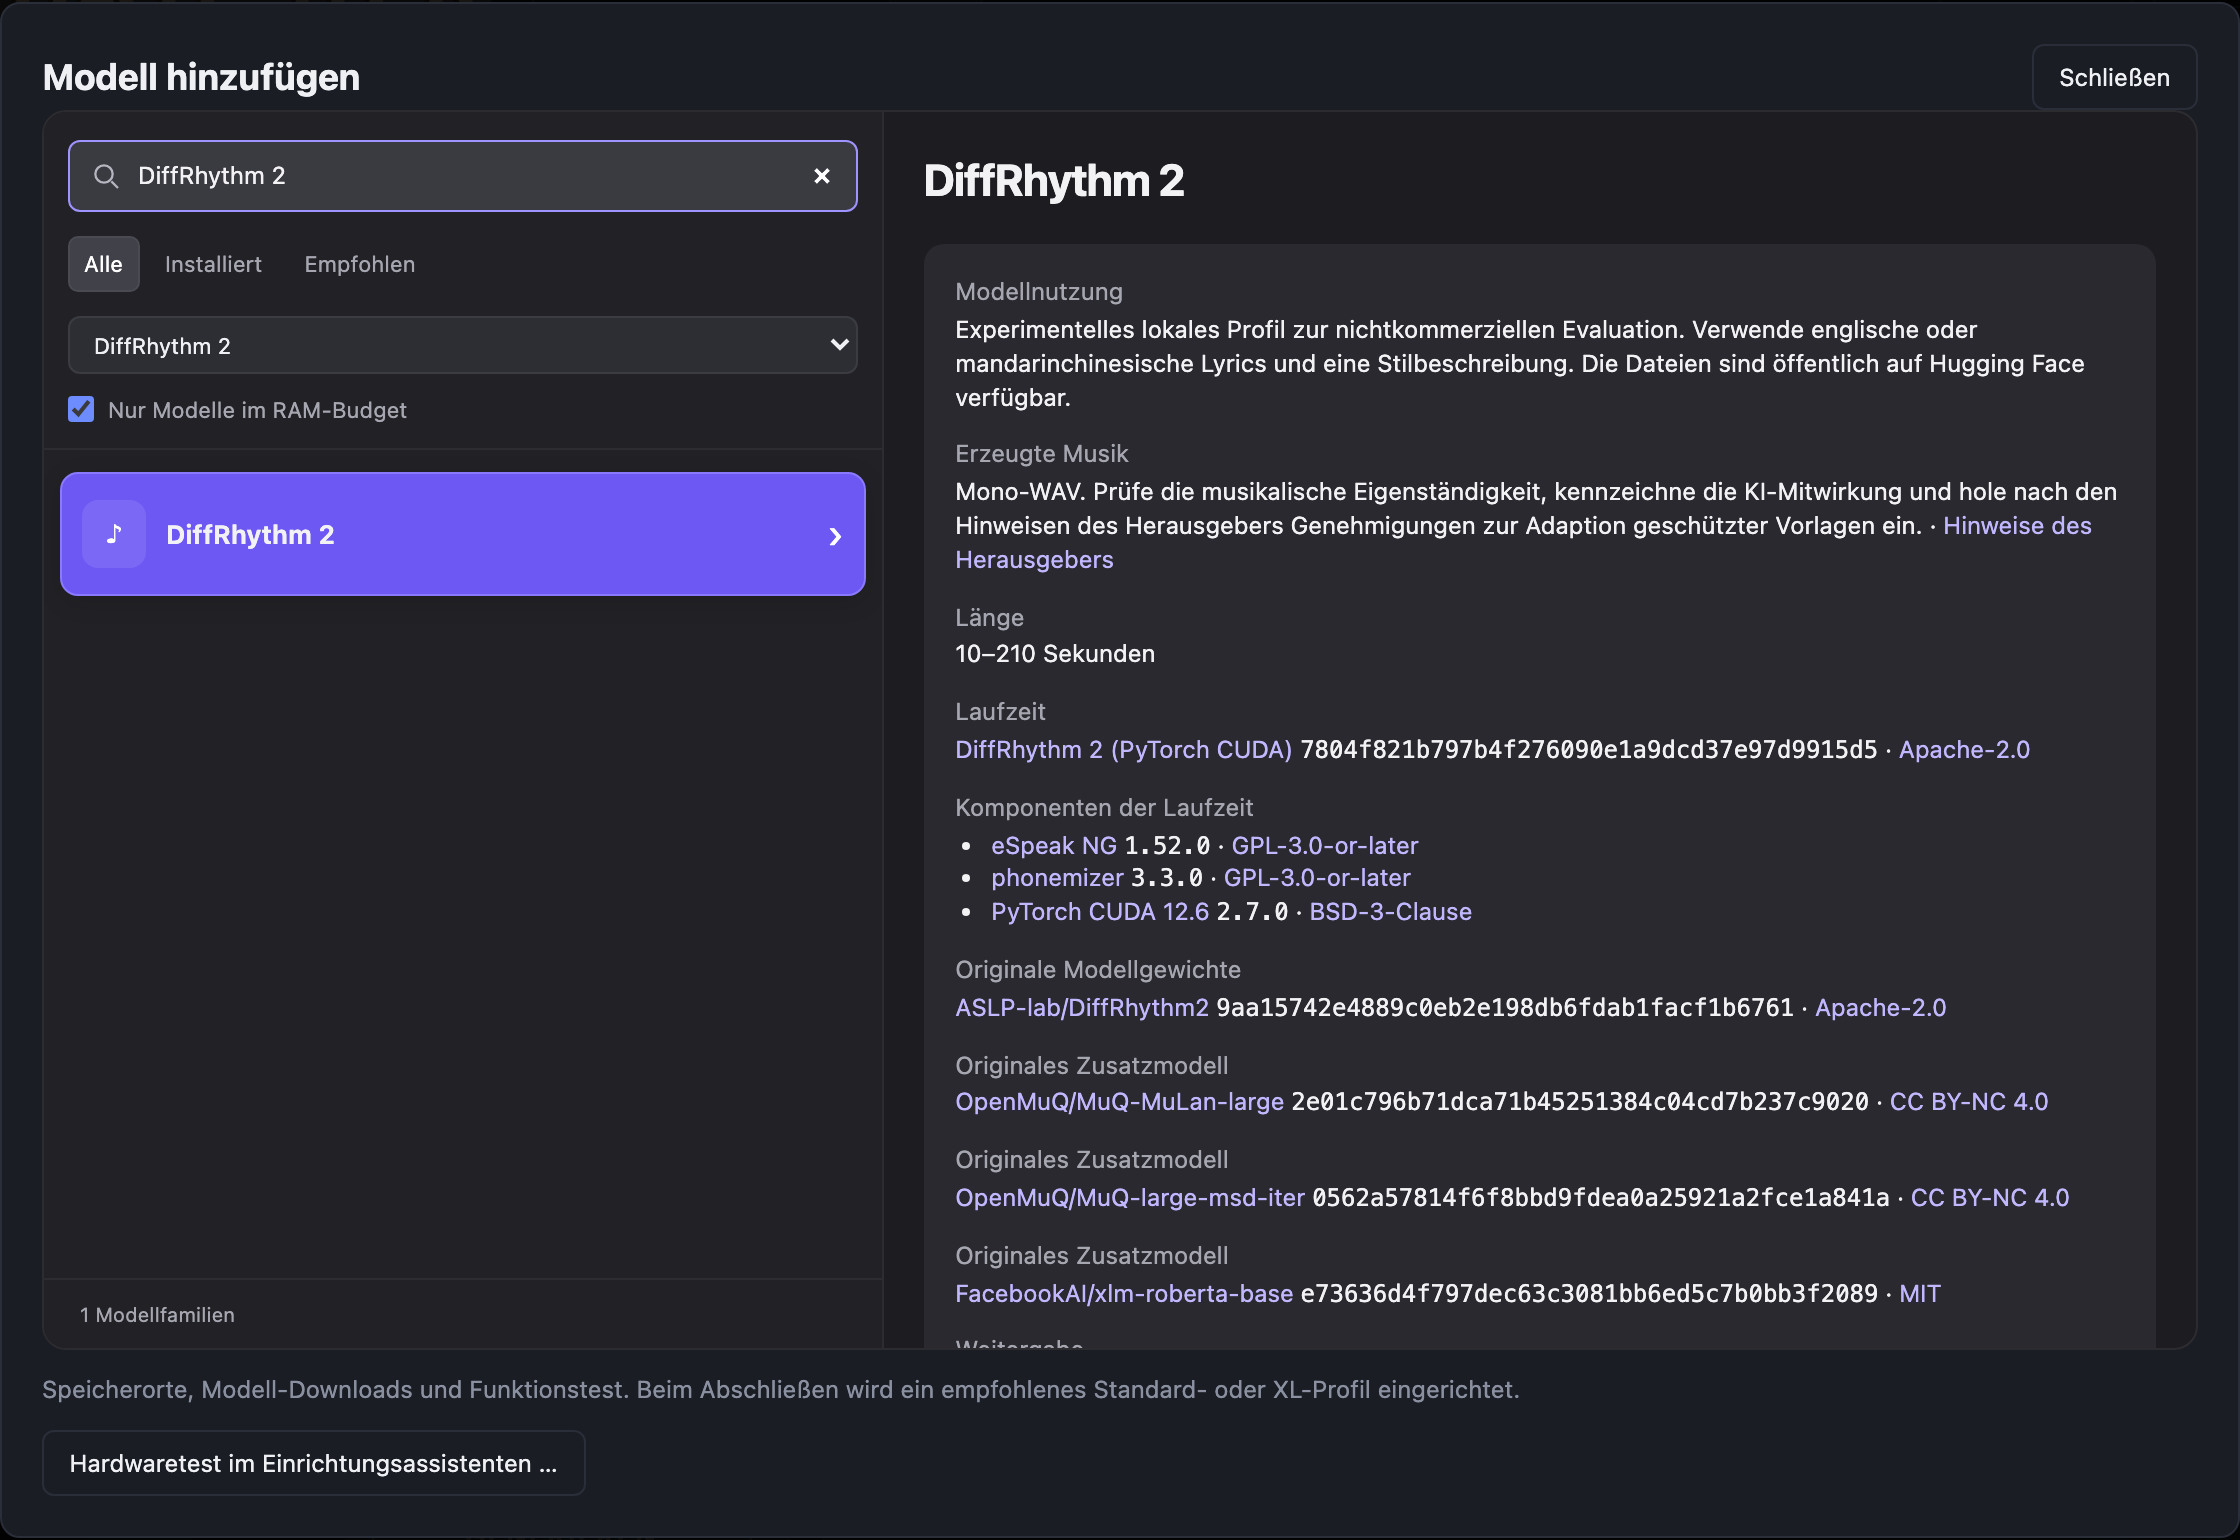 Modell hinzufügen
Schließen
DiffRhythm 2
Alle Installiert Empfohlen
DiffRhythm 2
Nur Modelle im RAM-Budget
DiffRhythm 2
1 Modellfamilien
DiffRhythm 2
Modellnutzung
Experimentelles lokales Profil zur nichtkommerziellen Evaluation. Verwende englische oder
mandarinchinesische Lyrics und eine Stilbeschreibung. Die Dateien sind öffentlich auf Hugging Face
verfügbar.
Erzeugte Musik
Mono-WAV. Prüfe die musikalische Eigenständigkeit, kennzeichne die KI-Mitwirkung und hole nach den
Hinweisen des Herausgebers Genehmigungen zur Adaption geschützter Vorlagen ein. · Hinweise des
Herausgebers
Länge
10–210 Sekunden
Laufzeit
DiffRhythm 2 (PyTorch CUDA) 7804f821b797b4f276090e1a9dcd37e97d9915d5 · Apache-2.0
Komponenten der Laufzeit
• eSpeak NG 1.52.0 · GPL-3.0-or-later
• phonemizer 3.3.0 · GPL-3.0-or-later
• PyTorch CUDA 12.6 2.7.0 · BSD-3-Clause
Originale Modellgewichte
ASLP-lab/DiffRhythm2 9aa15742e4889c0eb2e198db6fdab1facf1b6761 · Apache-2.0
Originales Zusatzmodell
OpenMuQ/MuQ-MuLan-large 2e01c796b71dca71b45251384c04cd7b237c9020 · CC BY-NC 4.0
Originales Zusatzmodell
OpenMuQ/MuQ-large-msd-iter 0562a57814f6f8bbd9fdea0a25921a2fce1a841a · CC BY-NC 4.0
Originales Zusatzmodell
FacebookAI/xlm-roberta-base e73636d4f797dec63c3081bb6ed5c7b0bb3f2089 · MIT
Weitergabe
Speicherorte, Modell-Downloads und Funktionstest. Beim Abschließen wird ein empfohlenes Standard- oder XL-Profil eingerichtet.
Hardwaretest im Einrichtungsassistenten ...